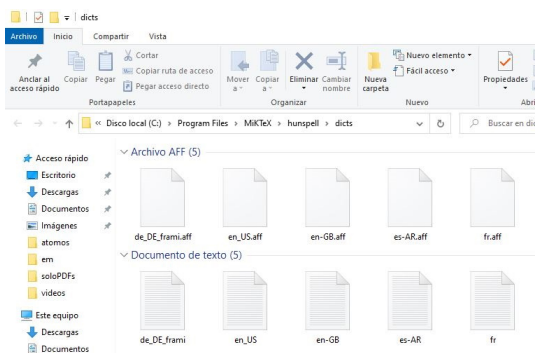 dicts
Archivo Inicio Compartir Vista
Anclar al acceso rápido
Copiar
Pegar
Cortar
Copiar ruta de acceso
Pegar acceso directo
Mover a
Copiar a
Eliminar
Cambiar nombre
Nueva carpeta
Nuevo elemento
Fácil acceso
Propiedades
Portapapeles Organizar Nuevo Abri
« Disco local (C:) > Program Files > MiKTeX > hunspell > dicts
Buscar en dic
Acceso rápido
Escritorio
Descargas
Documentos
Imágenes
atomos
em
soloPDFs
videos
Este equipo
Descargas
Documentos
Archivo AFF (5)
de_DE_frami.aff en_US.aff en-GB.aff es-AR.aff fr.aff
Documento de texto (5)
de_DE_frami en_US en-GB es-AR fr